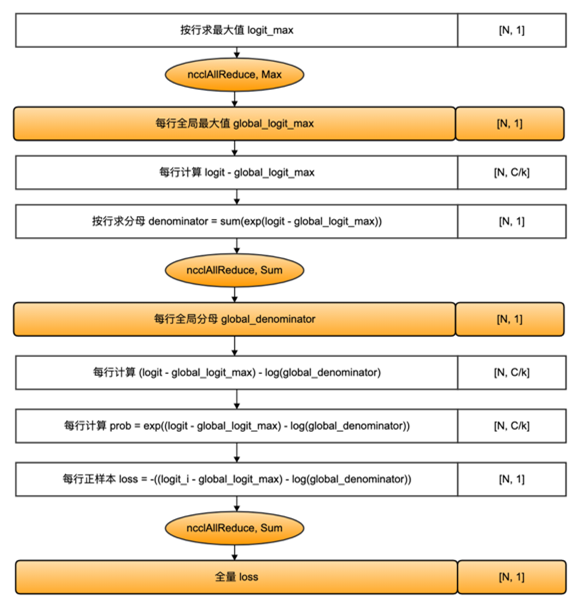 按行求最大值 logit_max [N, 1]
ncclAllReduce, Max
每行全局最大值 global_logit_max [N, 1]
每行计算 logit - global_logit_max [N, C/k]
按行求分母 denominator = sum(exp(logit - global_logit_max)) [N, 1]
ncclAllReduce, Sum
每行全局分母 global_denominator [N, 1]
每行计算 (logit - global_logit_max) - log(global_denominator) [N, C/k]
每行计算 prob = exp((logit - global_logit_max) - log(global_denominator)) [N, C/k]
每行正样本 loss = -((logit_i - global_logit_max) - log(global_denominator)) [N, 1]
ncclAllReduce, Sum
全量 loss [N, 1]